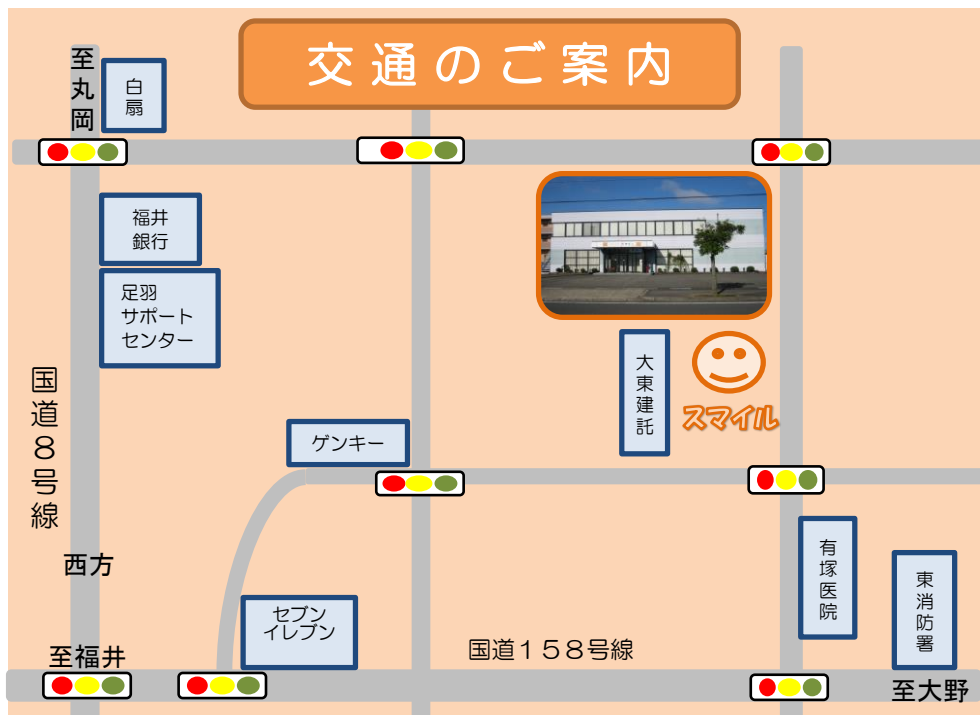 交通のご案内
至丸岡
白扇
福井
銀行
足羽
サポート
センター
国道8号線
大東建託
スマイル
ゲンキー
西方
有塚医院
東消防署
セブン
イレブン
国道158号線
至福井
至大野